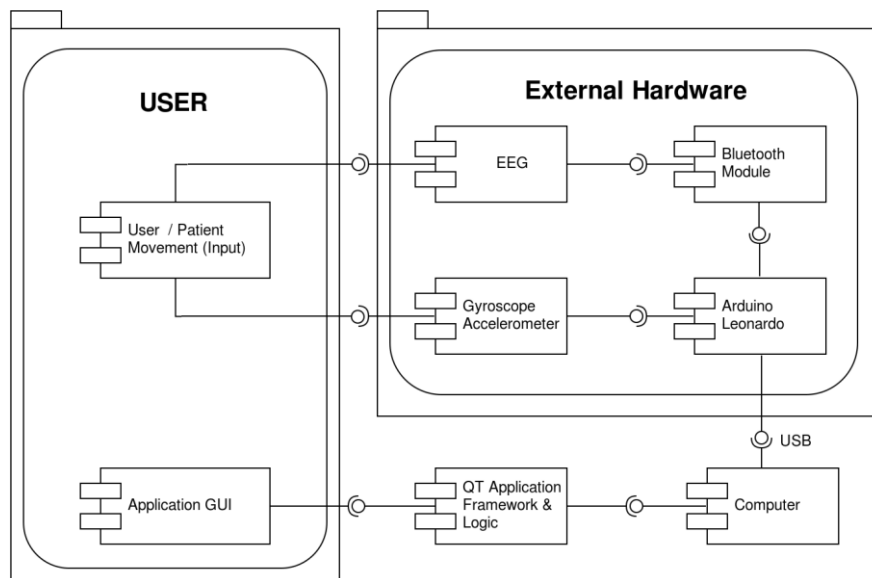 USER
External Hardware
EEG
Bluetooth
Module
User / Patient
Movement (Input)
Gyroscope
Accelerometer
Arduino
Leonardo
USB
Application GUI
QT Application
Framework &
Logic
Computer